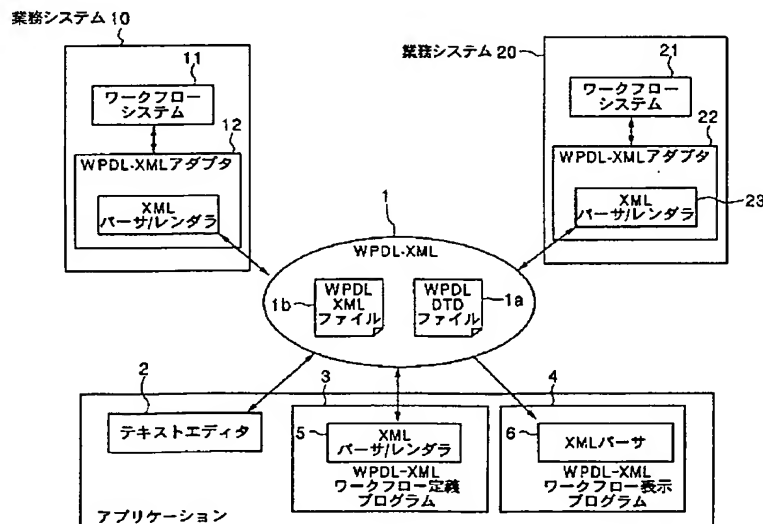 業務システム 10
11
ワークフロー
システム
12
WPDL-XMLアダプタ
XML
パーサ/レンダラ
業務システム 20
21
ワークフロー
システム
22
WPDL-XMLアダプタ
XML
パーサ/レンダラ
23
1
WPDL-XML
1b
WPDL
XML
ファイル
WPDL
DTD
ファイル
1a
2
テキストエディタ
3
5
XML
パーサ/レンダラ
WPDL-XML
ワークフロー定義
プログラム
4
6
XMLパーサ
WPDL-XML
ワークフロー表示
プログラム
アプリケーション